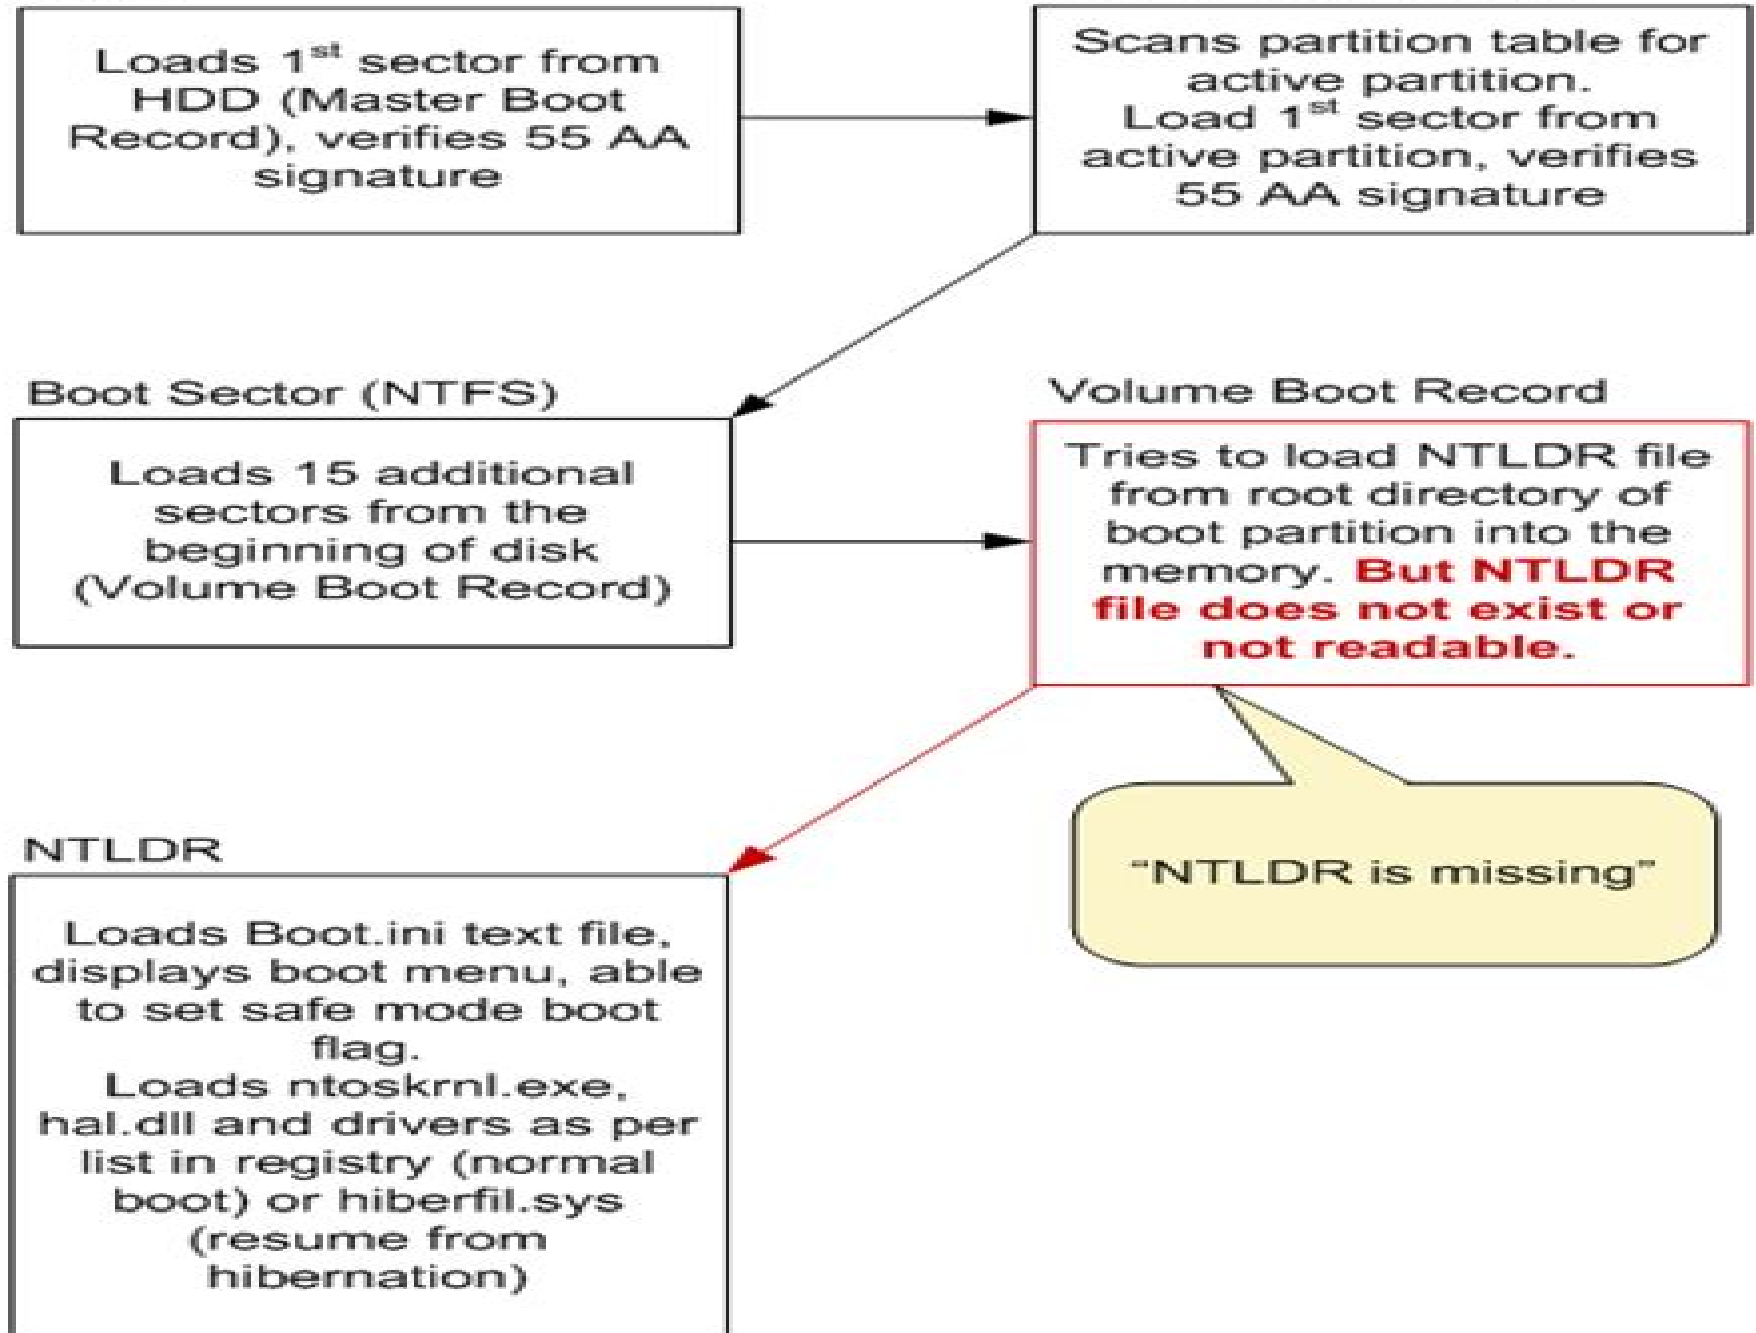 Loads 1st sector from
HDD (Master Boot
Record), verifies 55 AA
signature
Scans partition table for
active partition.
Load 1st sector from
active partition, verifies
55 AA signature
Boot Sector (NTFS)
Loads 15 additional
sectors from the
beginning of disk
(Volume Boot Record)
Volume Boot Record
Tries to load NTLDR file
from root directory of
boot partition into the
memory. But NTLDR
file does not exist or
not readable.
“NTLDR is missing”
NTLDR
Loads Boot.ini text file,
displays boot menu, able
to set safe mode boot
flag.
Loads ntoskrnl.exe,
hal.dll and drivers as per
list in registry (normal
boot) or hiberfil.sys
(resume from
hibernation)